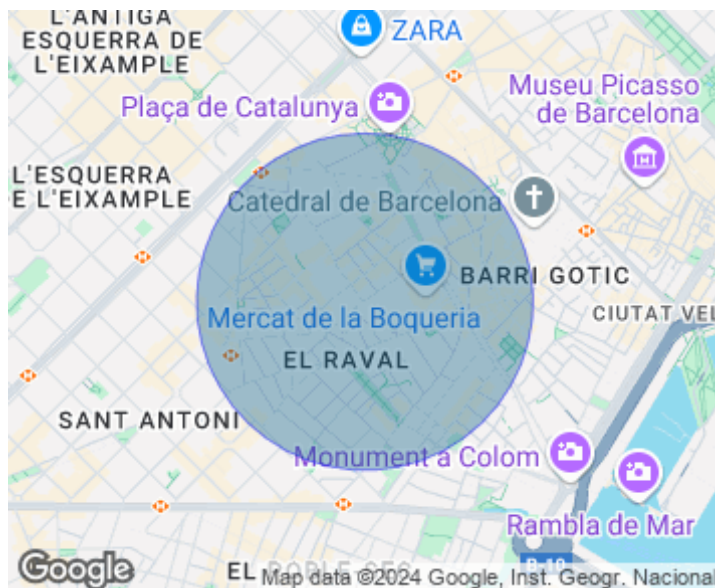 L'ANTIGA
ESQUERRA DE
L'EIXAMPLE
ZARA
Plaça de Catalunya
Museu Picasso
de Barcelona
L'ESQUERRA
E L'EIXAMPLE
Catedral de Barcelona
BARRI GOTIC
CIUTAT VEL
Mercat de la Boqueria
EL RAVAL
SANT ANTONI
Monument a Colom
Rambla de Mar
B-10
Google
EL
Map data ©2024 Google, Inst. Geogr. Nacional